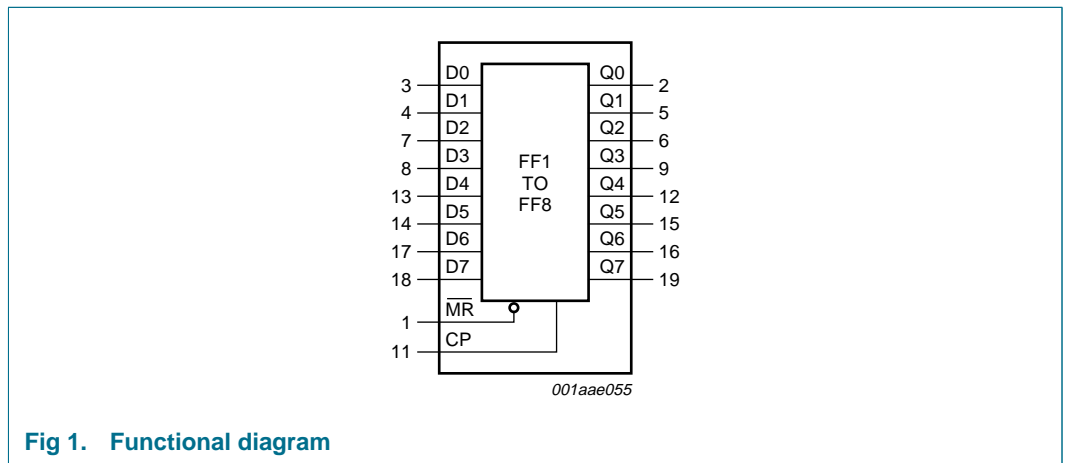 D0 Q0
3 2
D1 Q1
4 5
D2 Q2
7 6
D3 Q3
8 9
FF1
TO
FF8
D4 Q4
13 12
D5 Q5
14 15
D6 Q6
17 16
D7 Q7
18 19
MR
1
CP
11
001aae055
Fig 1. Functional diagram